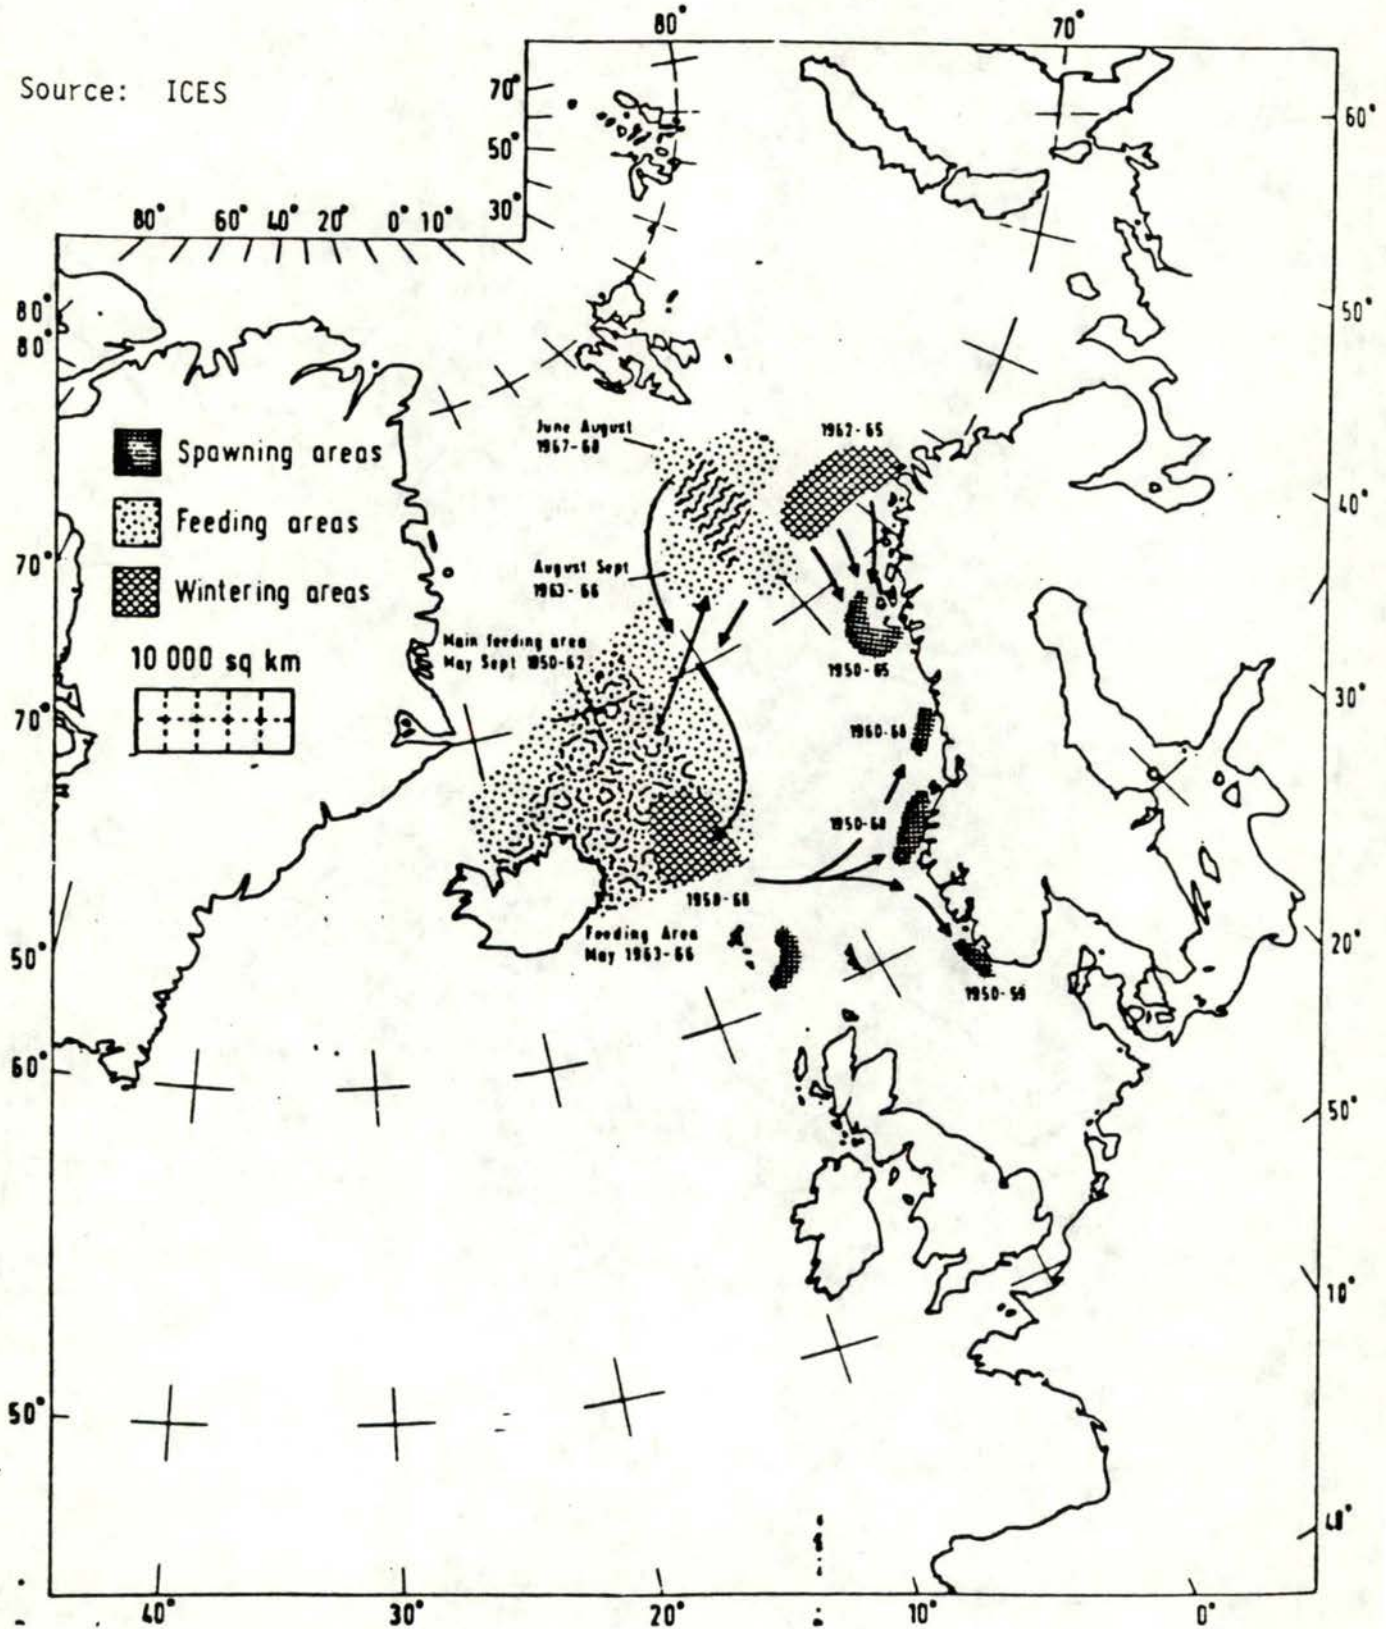 80° 70°
Source: ICES
70°
50°
30°
60°
80° 60° 40° 20° 0° 10°
80°
80°
50°
June August
1967-68
1962-65
Spawning areas
Feeding areas
40°
70°
August Sept
1963-66
Wintering areas
Main feeding area
May Sept 1950-62
10 000 sq km
1950-65
30°
70°
1960-68
1950-68
1950-68
Feeding Area
May 1963-66
50°
20°
1950-59
60°
50°
10°
50°
40°
40° 30° 20° 10° 0°